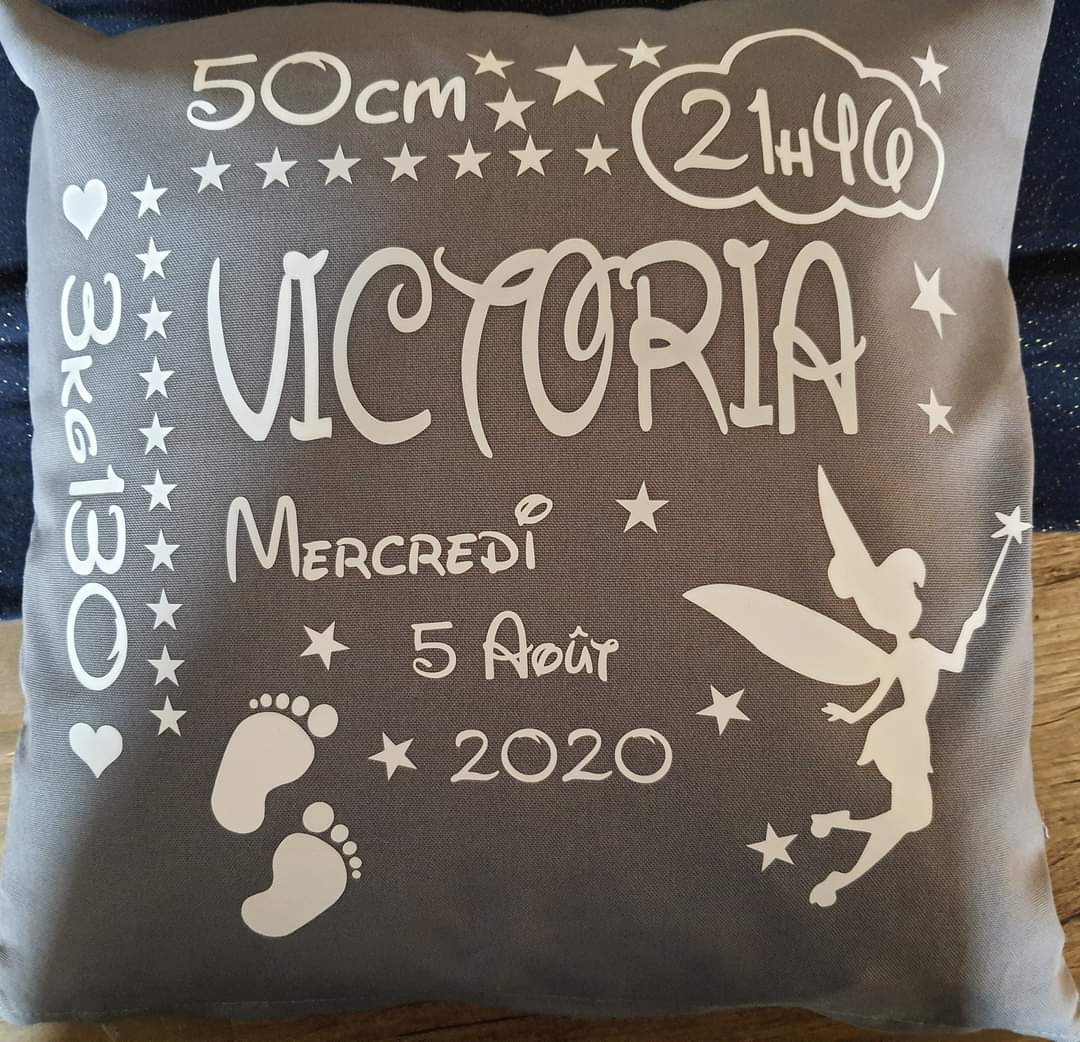 50cm
21H46
3KG130
VICTORIA
MERCREDI
5 Août
2020